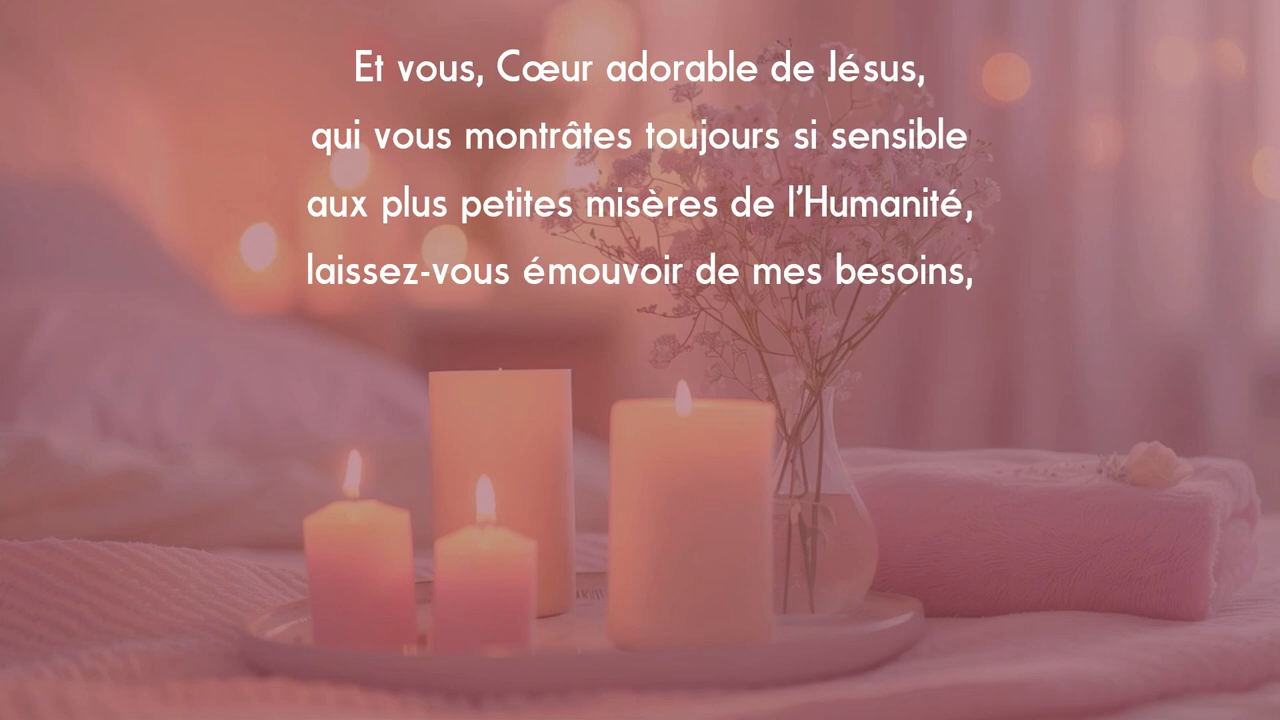 Et vous, Cœur adorable de Jésus,
qui vous montrâtes toujours si sensible
aux plus petites misères de l’Humanité,
laissez-vous émouvoir de mes besoins,